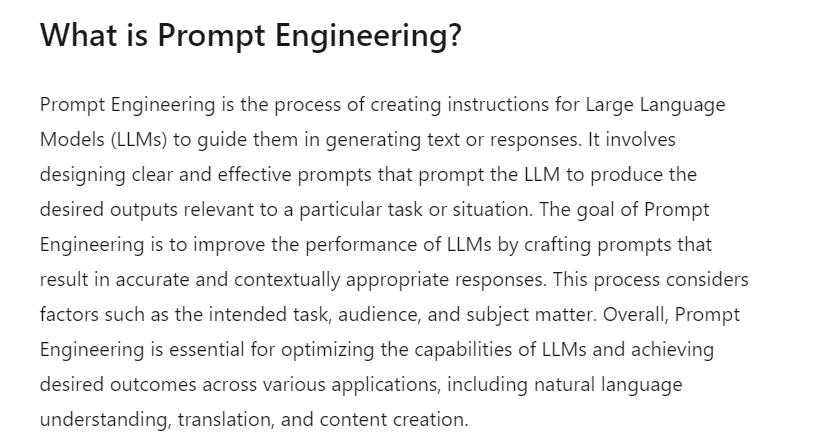 What is Prompt Engineering?
Prompt Engineering is the process of creating instructions for Large Language
Models (LLMs) to guide them in generating text or responses. It involves
designing clear and effective prompts that prompt the LLM to produce the
desired outputs relevant to a particular task or situation. The goal of Prompt
Engineering is to improve the performance of LLMs by crafting prompts that
result in accurate and contextually appropriate responses. This process considers
factors such as the intended task, audience, and subject matter. Overall, Prompt
Engineering is essential for optimizing the capabilities of LLMs and achieving
desired outcomes across various applications, including natural language
understanding, translation, and content creation.